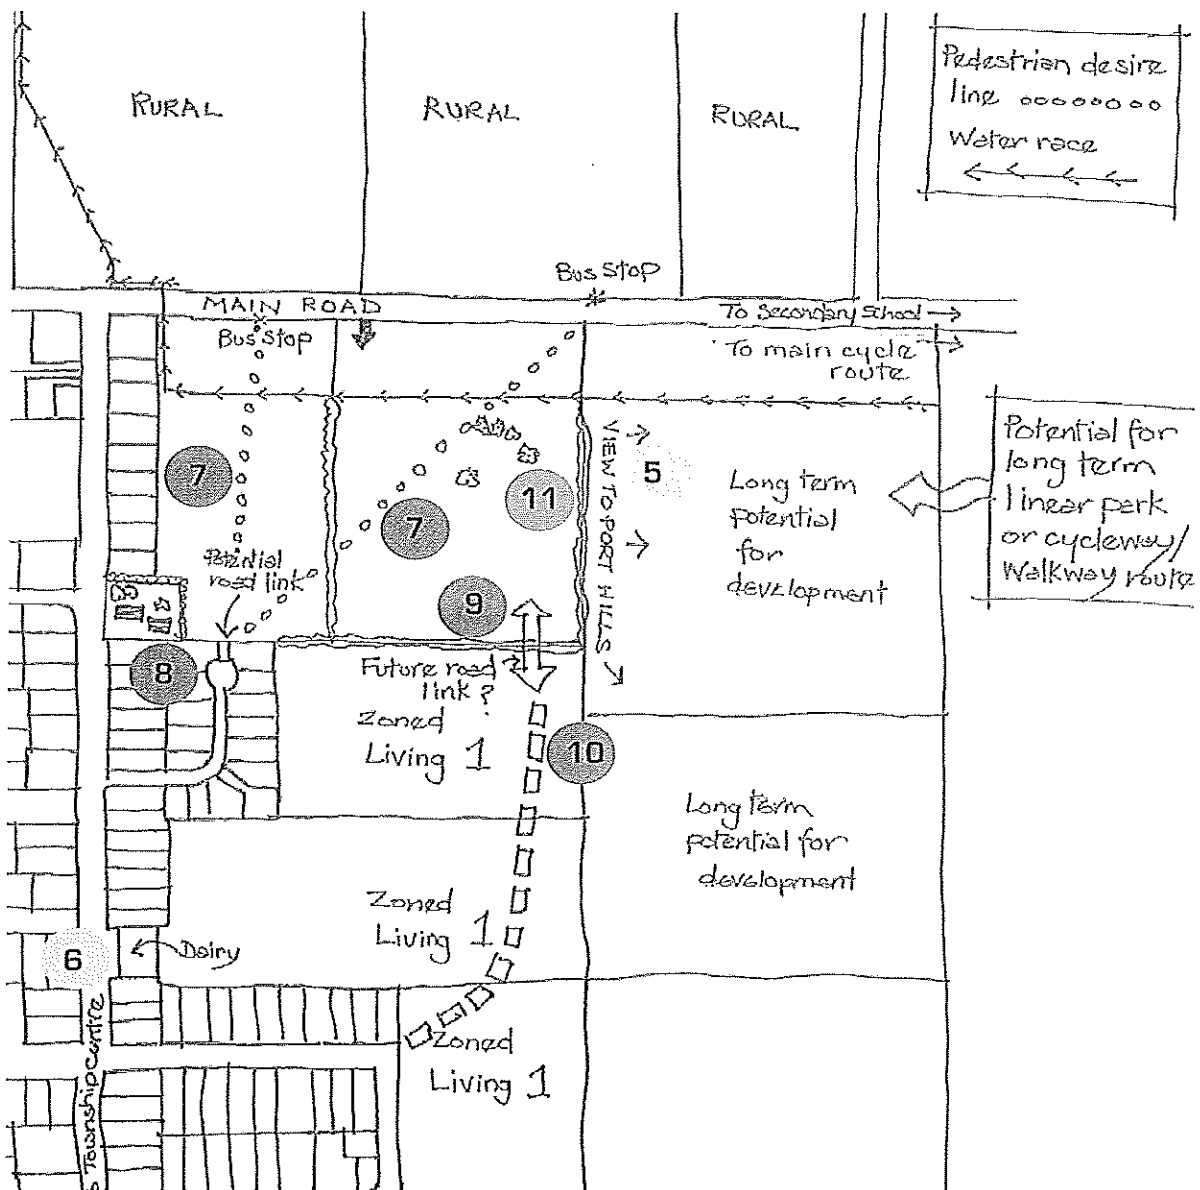 RURAL
RURAL
RURAL
Pedestrian desire
line
Water race
Bus Stop
MAIN ROAD
To Secondary School
Bus Stop
To main cycle
route
7
VIEW TO PORT HILLS
5
11
7
Long term
potential
for
development
Potential for
long term
linear park
or cycleway/
Walkway route
Potential
road link
9
8
Future road
link?
Zoned
Living 1
10
Long term
potential for
development
Zoned
Living 1
6
Dairy
Zoned
Living 1
Township Centre